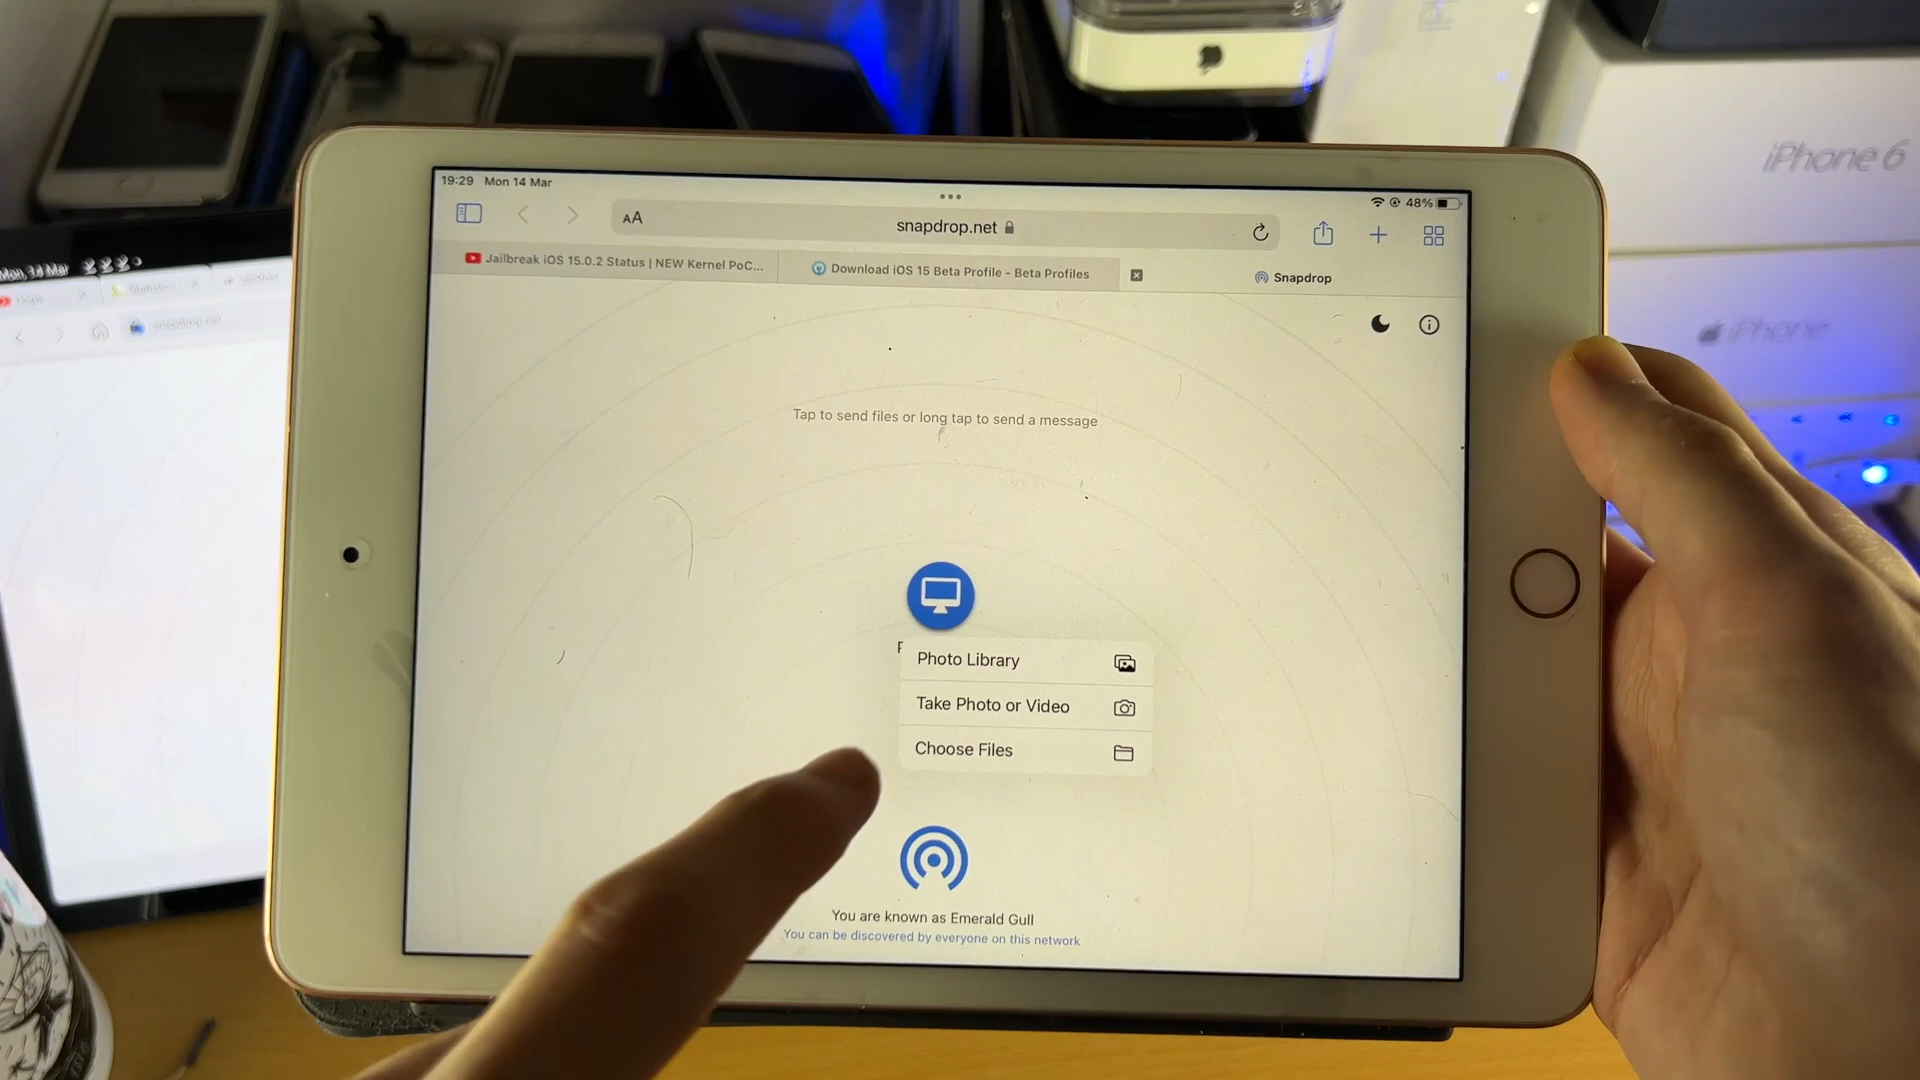 iPhone 6
iPhone
19:29 Mon 14 Mar
48%
AA
snapdrop.net
Jailbreak iOS 15.0.2 Status | NEW Kernel PoC...
Download iOS 15 Beta Profile - Beta Profiles
Snapdrop
Tap to send files or long tap to send a message
Photo Library
Take Photo or Video
Choose Files
You are known as Emerald Gull
You can be discovered by everyone on this network
Mon, 14 Mar
snapdrop.net